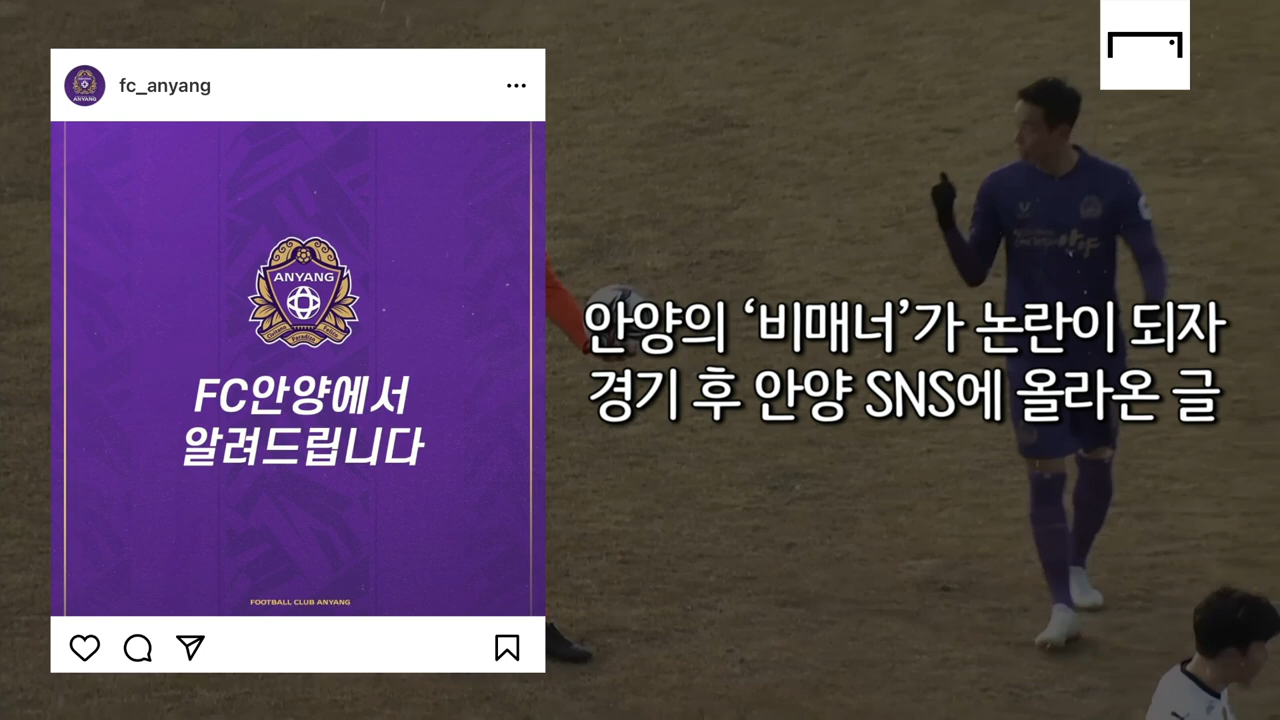 fc_anyang
ANYANG
FC안양에서
알려드립니다
FOOTBALL CLUB ANYANG
안양의 ‘비매너’가 논란이 되자
경기 후 안양 SNS에 올라온 글